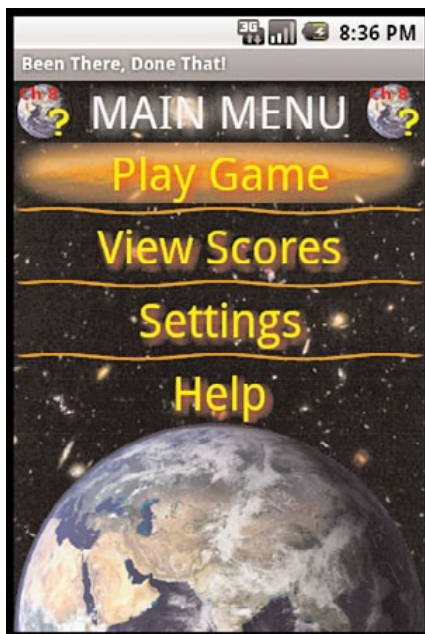 3G 8:36 PM
Been There, Done That!
Ch 8 ? MAIN MENU Ch 8 ?
Play Game
View Scores
Settings
Help